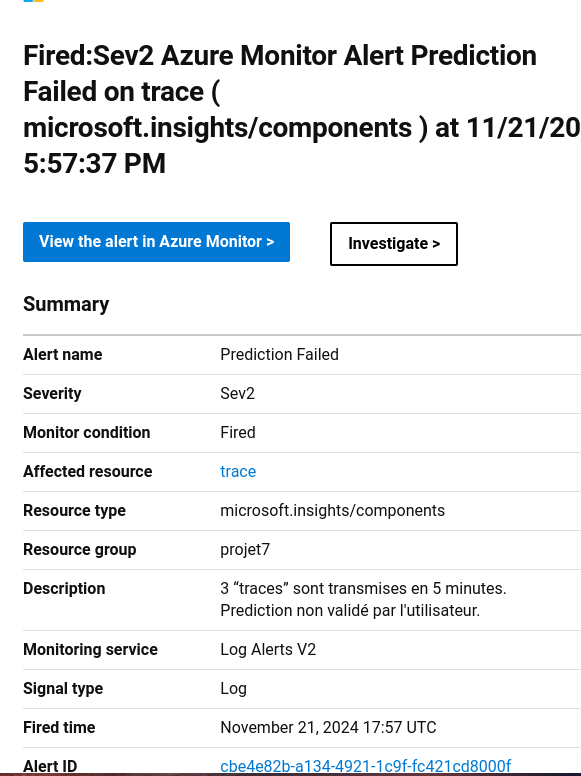 Fired:Sev2 Azure Monitor Alert Prediction
Failed on trace (
microsoft.insights/components ) at 11/21/20
5:57:37 PM
View the alert in Azure Monitor >
Investigate >
Summary
Alert name Prediction Failed
Severity Sev2
Monitor condition Fired
Affected resource trace
Resource type microsoft.insights/components
Resource group projet7
Description 3 “traces” sont transmises en 5 minutes.
Prediction non validé par l'utilisateur.
Monitoring service Log Alerts V2
Signal type Log
Fired time November 21, 2024 17:57 UTC
Alert ID cbe4e82b-a134-4921-1c9f-fc421cd8000f